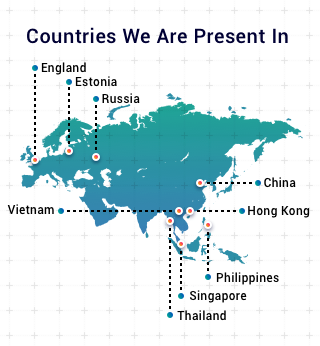 Countries We Are Present In
England
Estonia
Russia
China
Vietnam
Hong Kong
Philippines
Singapore
Thailand